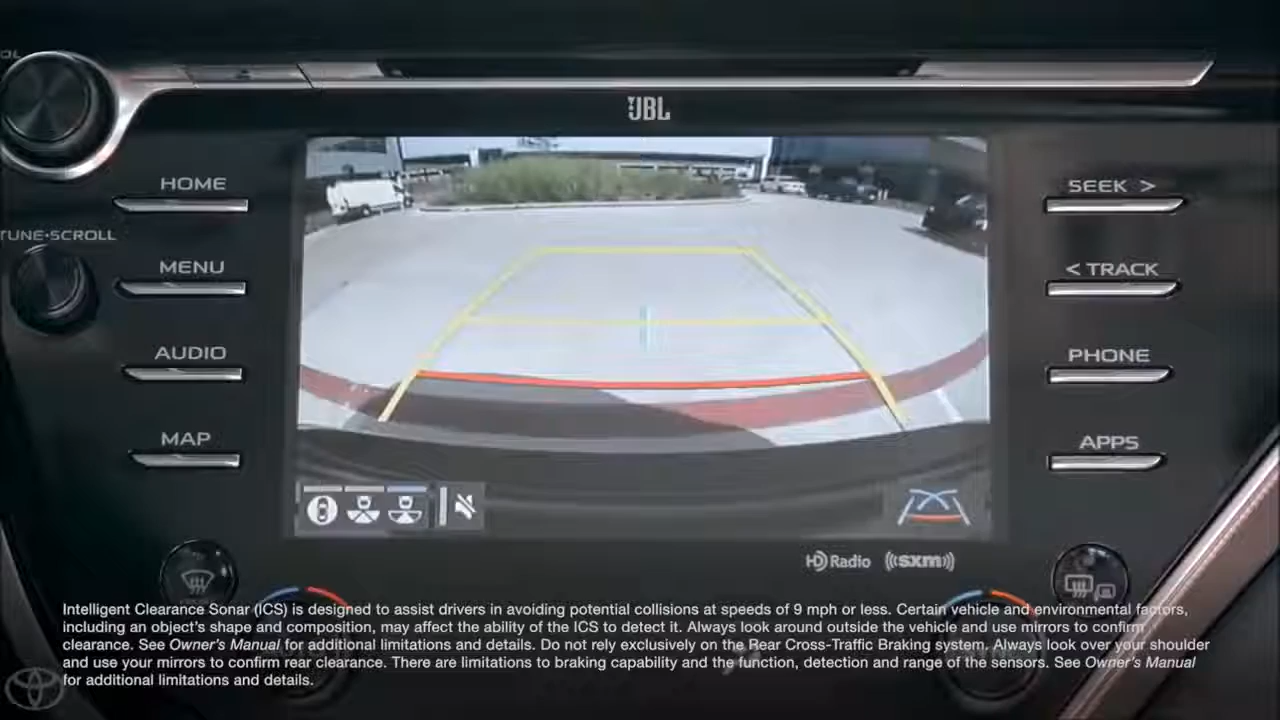 JBL
HOME
SEEK >
TUNE•SCROLL
MENU
< TRACK
AUDIO
PHONE
MAP
APPS
HD Radio
((SXM))
Intelligent Clearance Sonar (ICS) is designed to assist drivers in avoiding potential collisions at speeds of 9 mph or less. Certain vehicle and environmental factors,
including an object's shape and composition, may affect the ability of the ICS to detect it. Always look around outside the vehicle and use mirrors to confirm
clearance. See Owner's Manual for additional limitations and details. Do not rely exclusively on the Rear Cross-Traffic Braking system. Always look over your shoulder
and use your mirrors to confirm rear clearance. There are limitations to braking capability and the function, detection and range of the sensors. See Owner's Manual
for additional limitations and details.